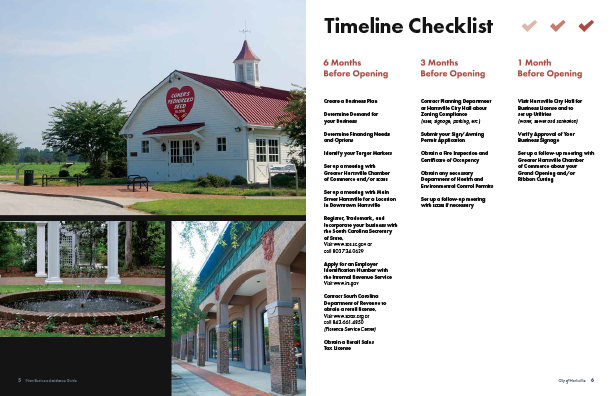 COKER'S
PEDIGREED
SEED
Timeline Checklist
6 Months
Before Opening
Create a Business Plan
Determine Demand for
your Business
Determine Financing Needs
and Options
Identify your Target Markets
Set up a meeting with
Greater Hartsville Chamber
of Commerce and/or SCORE
Set up a meeting with Main
Street Hartsville for a Location
in Downtown Hartsville
Register, Trademark, and
Incorporate your business with
the South Carolina Secretary
of State,
Visit www.scsos.sc.gov or
call 803.734.0629
Apply for an Employer
Identification Number with
the Internal Revenue Service
Visit www.irs.gov
Contact South Carolina
Department of Revenue to
obtain a retail license,
Visit www.sctax.org or
call 843.661.4850
(Florence Service Center)
Obtain a Retail Sales
Tax License
3 Months
Before Opening
Contact Planning Department
or Hartsville City Hall about
Zoning Compliance
(uses, signage, parking, etc.)
Submit your Sign/Awning
Permit Application
Obtain a Fire Inspection and
Certificate of Occupancy
Obtain any necessary
Department of Health and
Environmental Control Permits
Set up a follow-up meeting
with SCORE if necessary
1 Month
Before Opening
Visit Hartsville City Hall for
Business License and to
set up Utilities
(water, sewer and sanitation)
Verify Approval of Your
Business Signage
Set up a follow-up meeting with
Greater Hartsville Chamber
of Commerce about your
Grand Opening and/or
Ribbon Cutting
5 New Business Assistance Guide
City of Hartsville 6